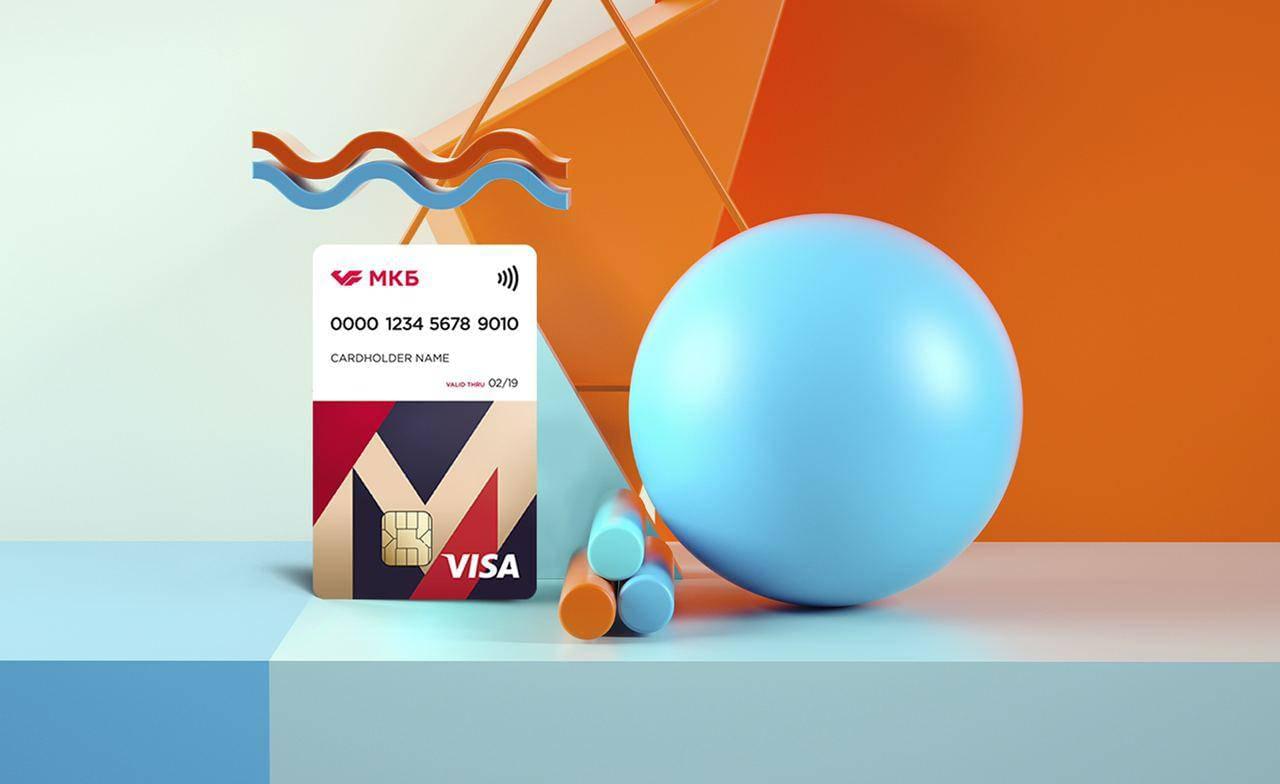 МКБ
0000 1234 5678 9010
CARDHOLDER NAME
VALID THRU 02/19
VISA